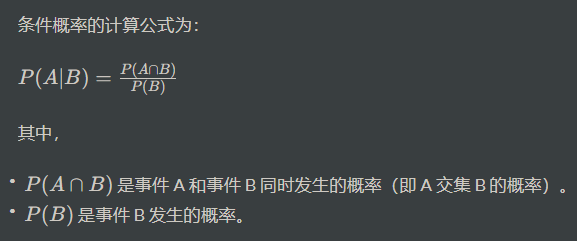 条件概率的计算公式为:
P(A|B) = P(A∩B)/P(B)
其中,
• P(A ∩ B) 是事件 A 和事件 B 同时发生的概率（即 A 交集 B 的概率）。
• P(B) 是事件 B 发生的概率。